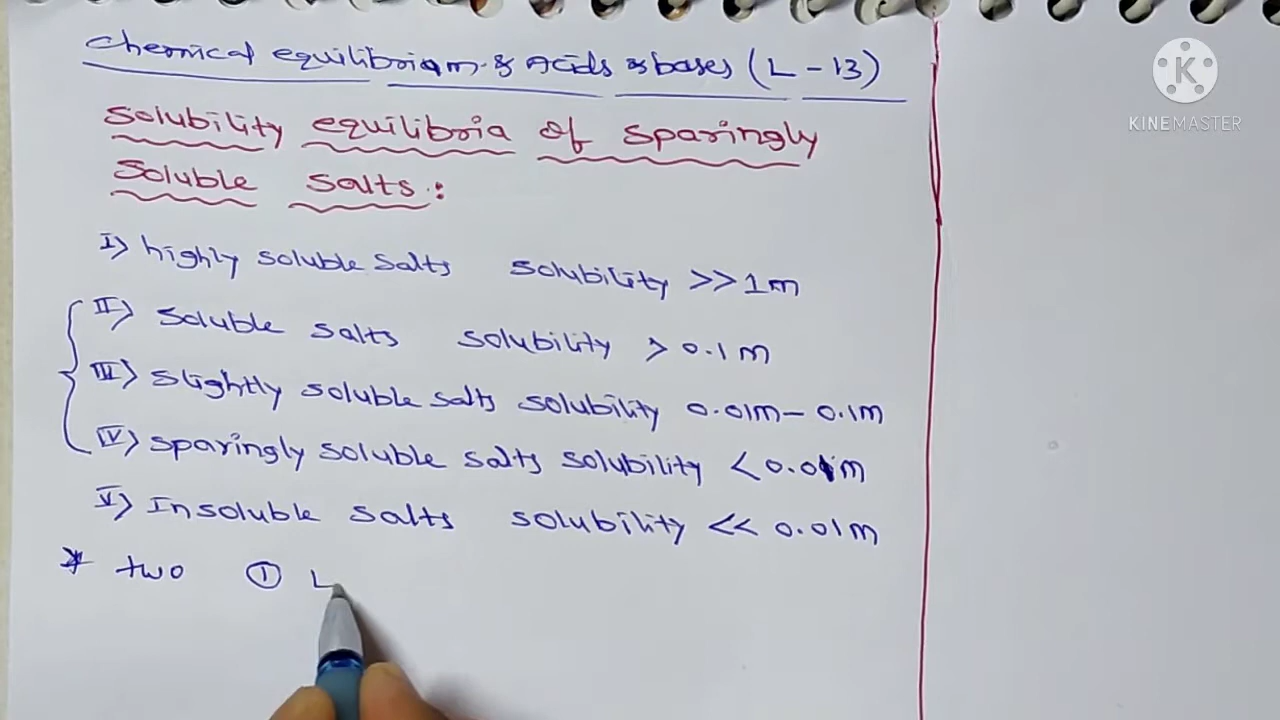 Chemical equilibriam & Acids & bases (L-13)
K
KINEMASTER
Solubility equilibria of sparingly
Soluble Salts:
I) highly soluble salts solubility >> 1m
II) soluble salts solubility > 0.1m
III) slightly soluble salts solubility 0.01m - 0.1m
IV) sparingly soluble salts solubility < 0.01m
V) Insoluble salts solubility << 0.01m
* two ① L